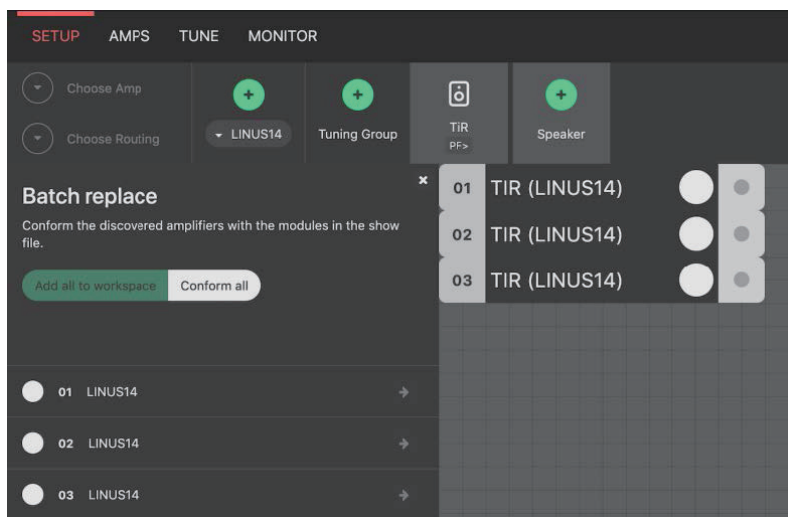 SETUP AMPS TUNE MONITOR
Choose Amp
Choose Routing
LINUS14
Tuning Group
TiR
PF>
Speaker
Batch replace
Conform the discovered amplifiers with the modules in the show
file.
Add all to workspace Conform all
01 LINUS14
02 LINUS14
03 LINUS14
01 TIR (LINUS14)
02 TIR (LINUS14)
03 TIR (LINUS14)